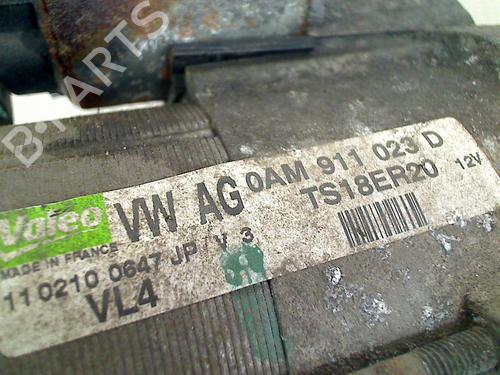 B-PARTS
Valeo
MADE IN FRANCE
VW AG 0AM 911 023 D
TS18ER20 12V
11 0210 0647 JP V 3
VL4